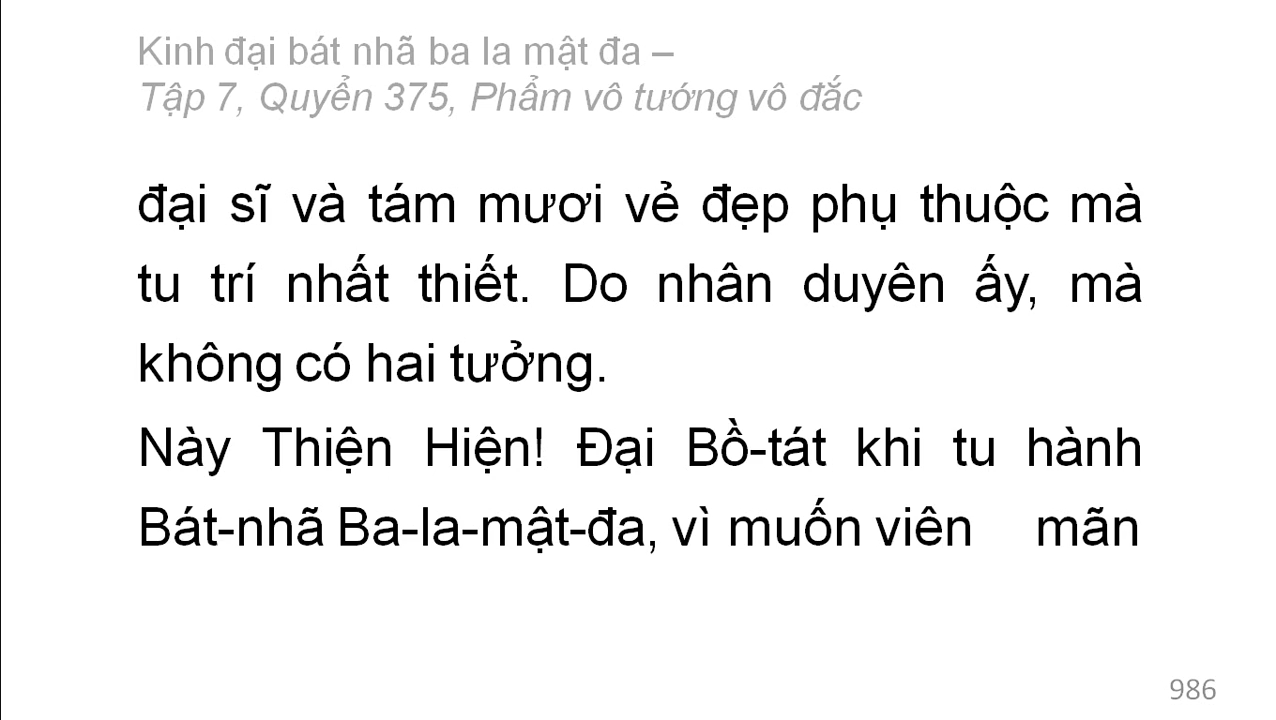 Kinh đại bát nhã ba la mật đa –
Tập 7, Quyển 375, Phẩm vô tướng vô đắc
đại sĩ và tám mươi vẻ đẹp phụ thuộc mà
tu trí nhất thiết. Do nhân duyên ấy, mà
không có hai tưởng.
Này Thiện Hiện! Đại Bồ-tát khi tu hành
Bát-nhã Ba-la-mật-đa, vì muốn viên mãn
986